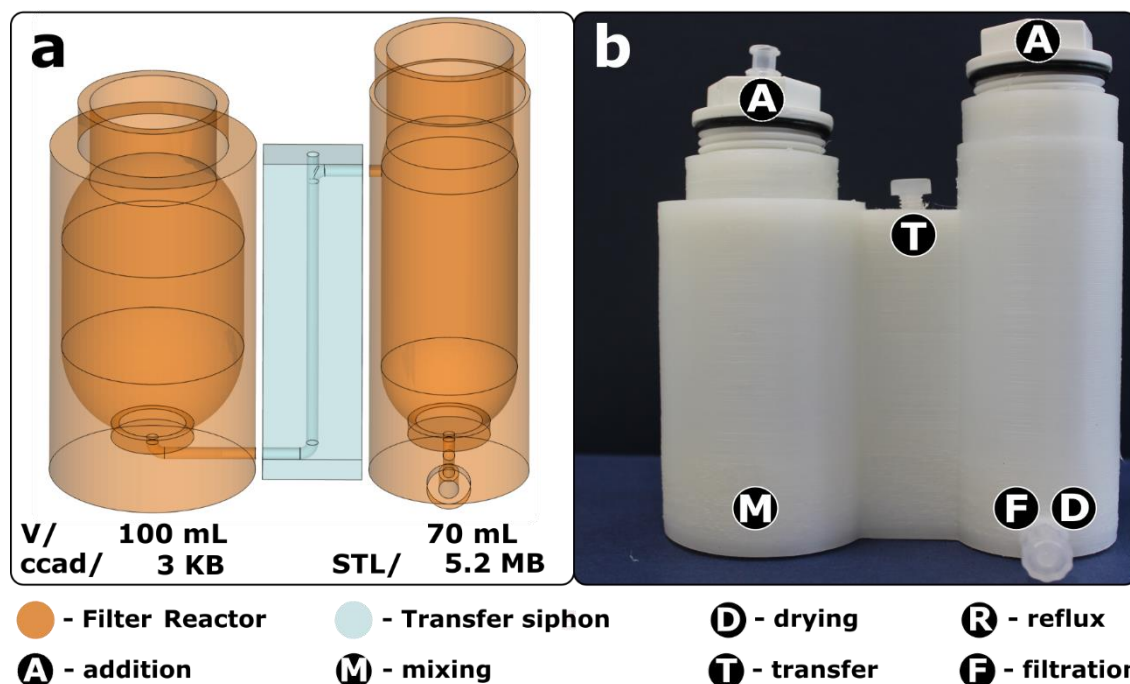 a
b
A
A
T
M
F D
V/ 100 mL 70 mL
ccad/ 3 KB STL/ 5.2 MB
- Filter Reactor - Transfer siphon D - drying R - reflux
A - addition M - mixing T - transfer F - filtration